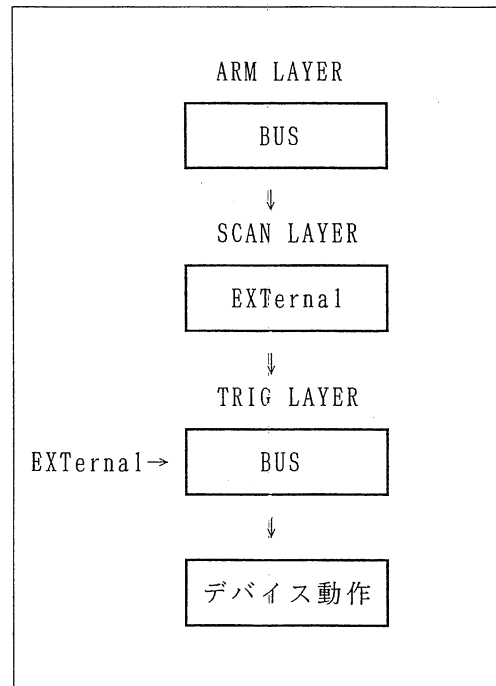 ARM LAYER
BUS
⇓
SCAN LAYER
EXTernal
⇓
TRIG LAYER
EXTernal→ BUS
⇓
デバイス動作